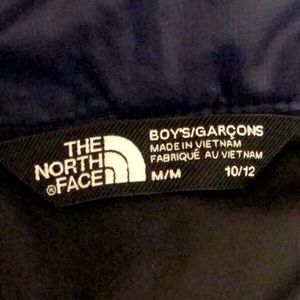 THE
NORTH
FACE
®
BOY'S/GARÇONS
MADE IN VIETNAM
FABRIQUÉ AU VIETNAM
M/M 10/12